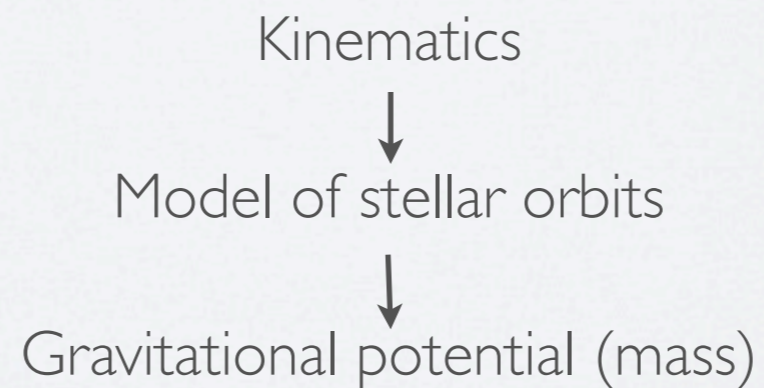 Kinematics
Model of stellar orbits
Gravitational potential (mass)